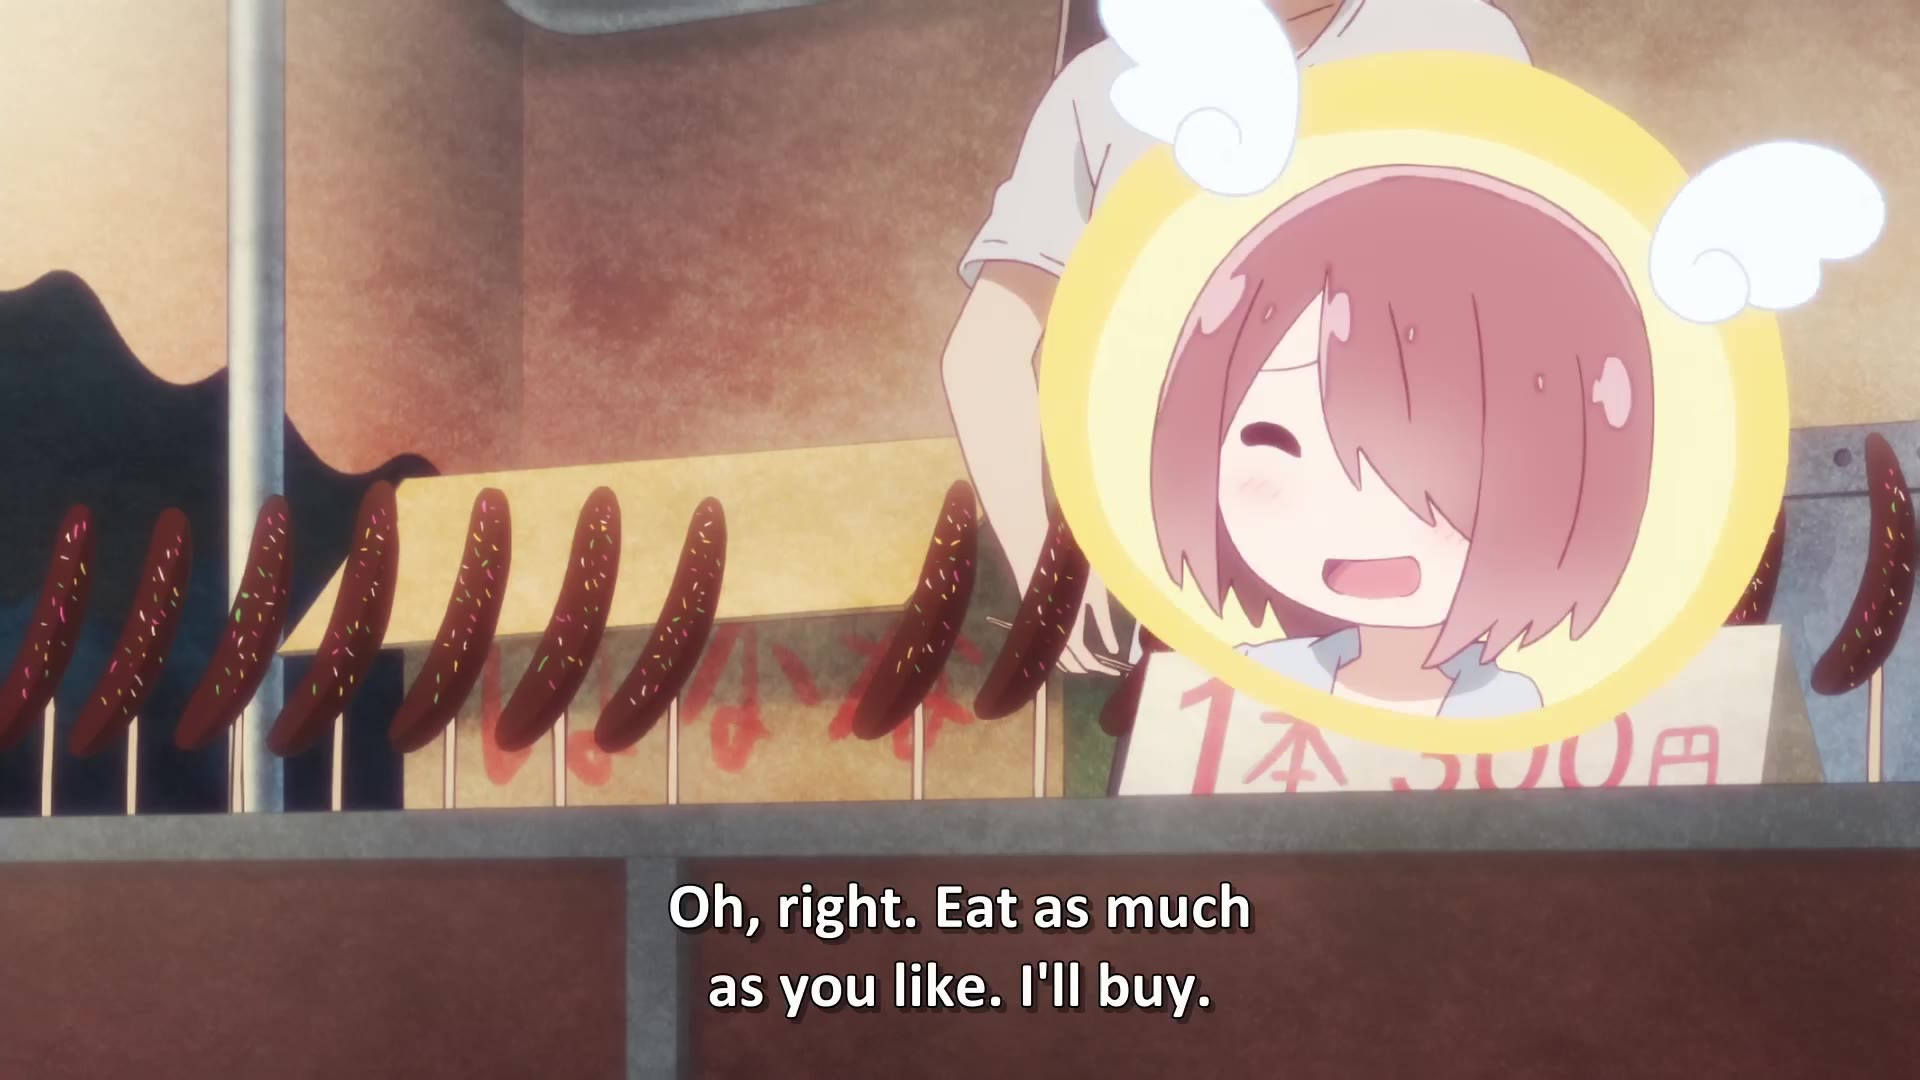 1本 300円
Oh, right. Eat as much
as you like. I'll buy.